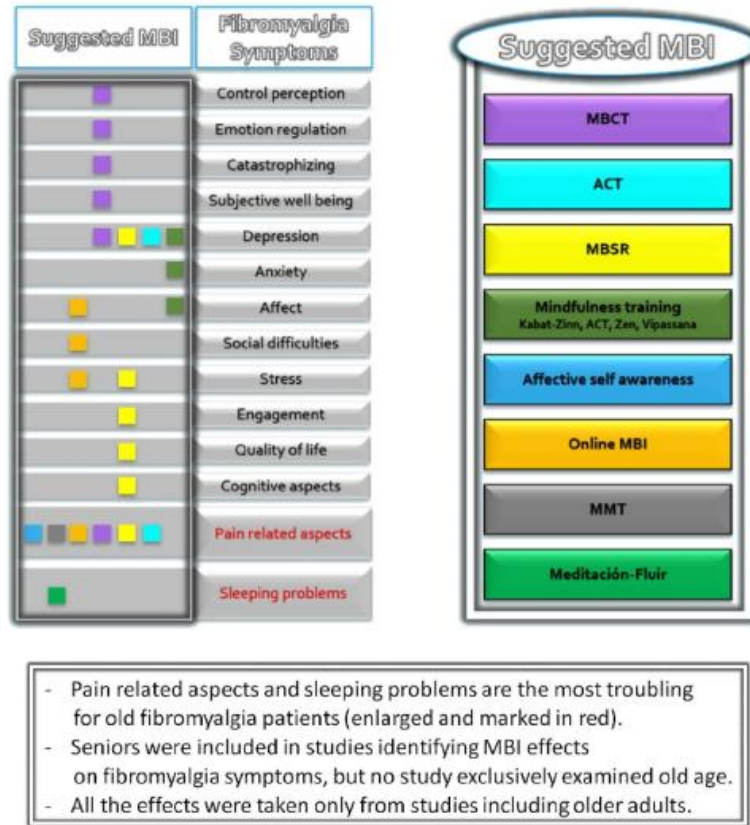 Suggested MBI
Fibromyalgia
Symptoms
Control perception
Emotion regulation
Catastrophizing
Subjective well being
Depression
Anxiety
Affect
Social difficulties
Stress
Engagement
Quality of life
Cognitive aspects
Pain related aspects
Sleeping problems
Suggested MBI
MBCT
ACT
MBSR
Mindfulness training
Kabat-Zinn, ACT, Zen, Vipassana
Affective self awareness
Online MBI
MMT
Meditación-Fluir
- Pain related aspects and sleeping problems are the most troubling
for old fibromyalgia patients (enlarged and marked in red).
- Seniors were included in studies identifying MBI effects
on fibromyalgia symptoms, but no study exclusively examined old age.
- All the effects were taken only from studies including older adults.